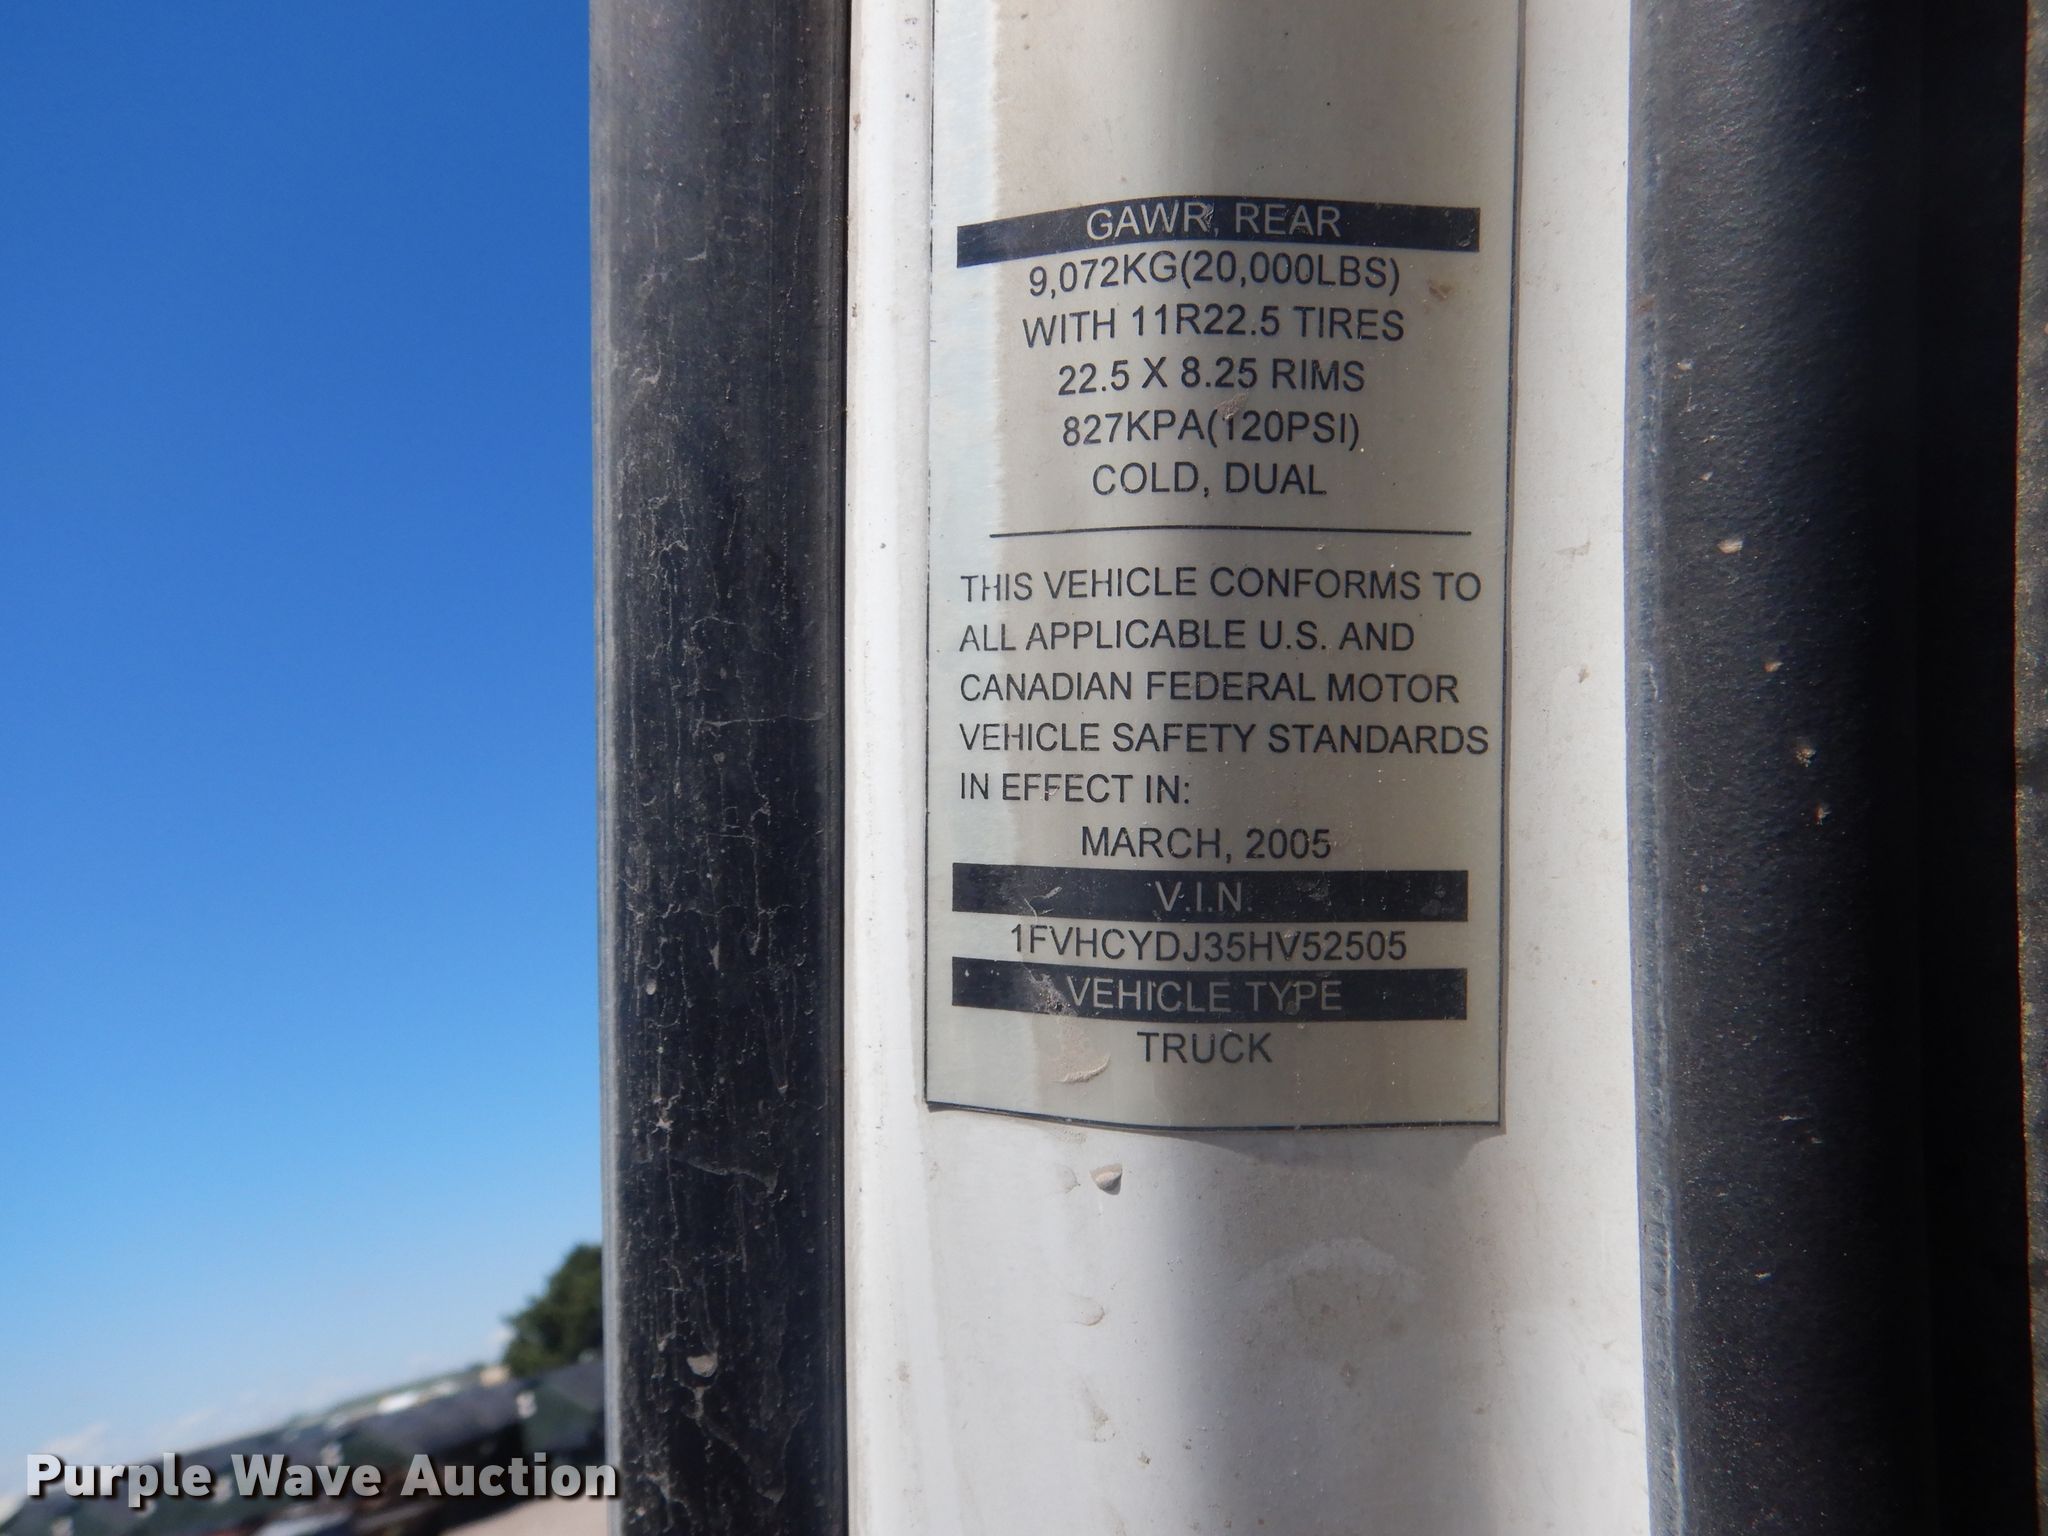 GAWR, REAR
9,072KG(20,000LBS)
WITH 11R22.5 TIRES
22.5 X 8.25 RIMS
827KPA(120PSI)
COLD, DUAL
THIS VEHICLE CONFORMS TO
ALL APPLICABLE U.S. AND
CANADIAN FEDERAL MOTOR
VEHICLE SAFETY STANDARDS
IN EFFECT IN:
MARCH, 2005
V.I.N.
1FVHCYDJ35HV52505
VEHICLE TYPE
TRUCK
Purple Wave Auction